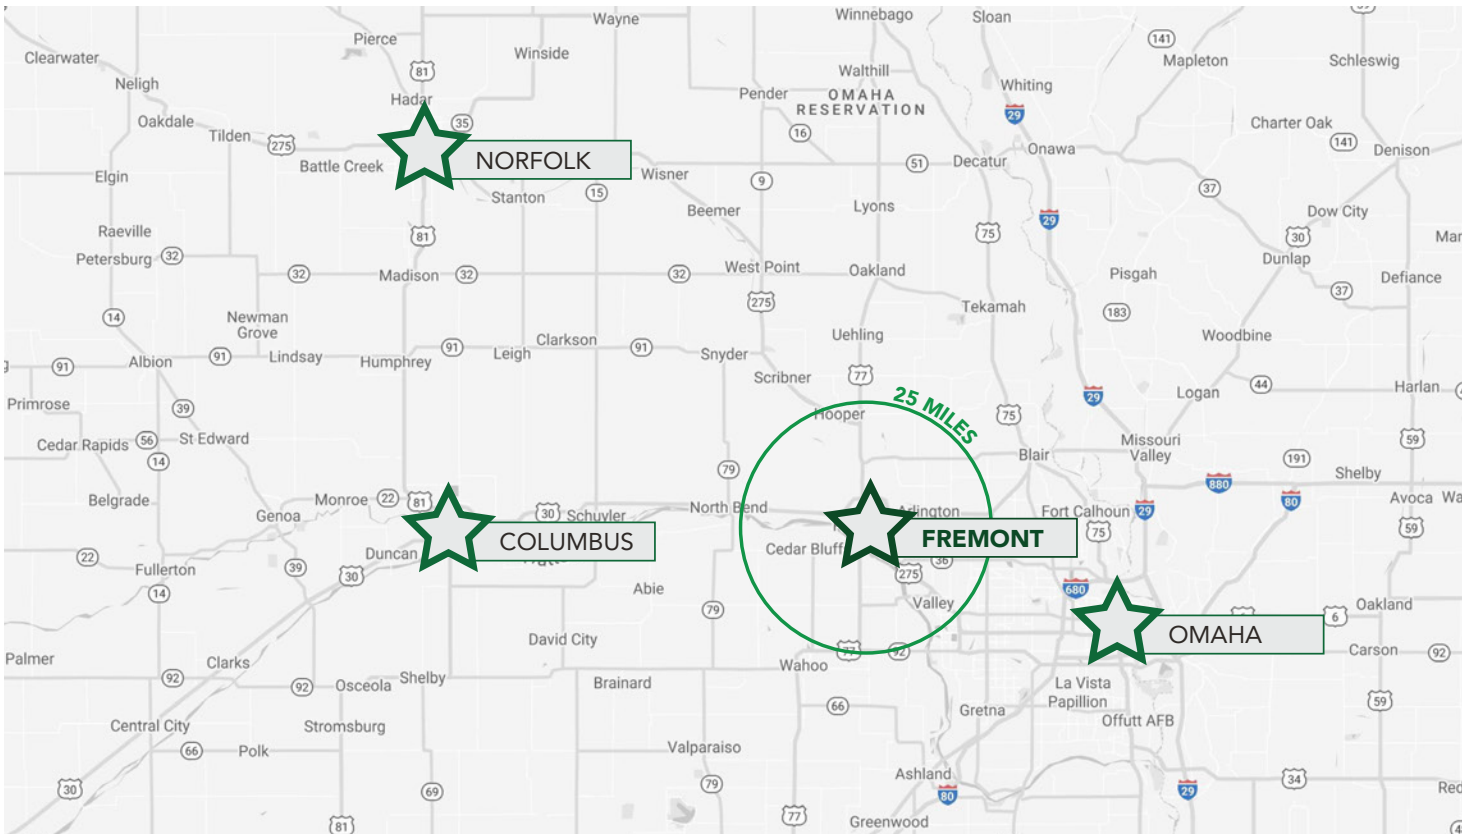 Wayne
Winnebago
Sloan
Pierce
141
Clearwater
Winside
Mapleton
Schleswig
81
Walthill
Neligh
Whiting
Hadar
Pender
OMAHA
RESERVATION
29
Oakdale
35
Charter Oak
Tilden
16
275
141
Battle Creek
NORFOLK
Onawa
Denison
51
Decatur
Elgin
Wisner
9
37
Stanton
15
Beemer
Lyons
29
Dow City
Raeville
81
75
30
Petersburg
32
Dunlap
32
Madison
32
32
West Point
Oakland
Pisgah
Defiance
37
275
Tekamah
183
14
Newman
Grove
Uehling
Woodbine
Clarkson
91
Lindsay
Humphrey
91
Leigh
91
Snyder
91
Albion
Scribner
77
44
Harlan
25 MILES
29
Logan
Primrose
39
Hooper
75
Cedar Rapids
56
St Edward
Missouri
Valley
59
14
Blair
191
79
Shelby
880
Belgrade
Monroe
22
81
North Bend
Arlington
80
Avoca
Genoa
30
Schuyler
Fort Calhoun
29
59
COLUMBUS
FREMONT
75
22
Duncan
Cedar Bluff
36
Fullerton
39
30
275
14
Abie
680
79
Valley
Oakland
6
David City
OMAHA
Palmer
Clarks
77
92
Carson
92
92
Shelby
Wahoo
92
Osceola
Brainard
La Vista
Papillion
59
66
Gretna
Central City
Stromsburg
Offutt AFB
66
Polk
Valparaiso
Ashland
34
79
30
69
80
29
77
81
Greenwood